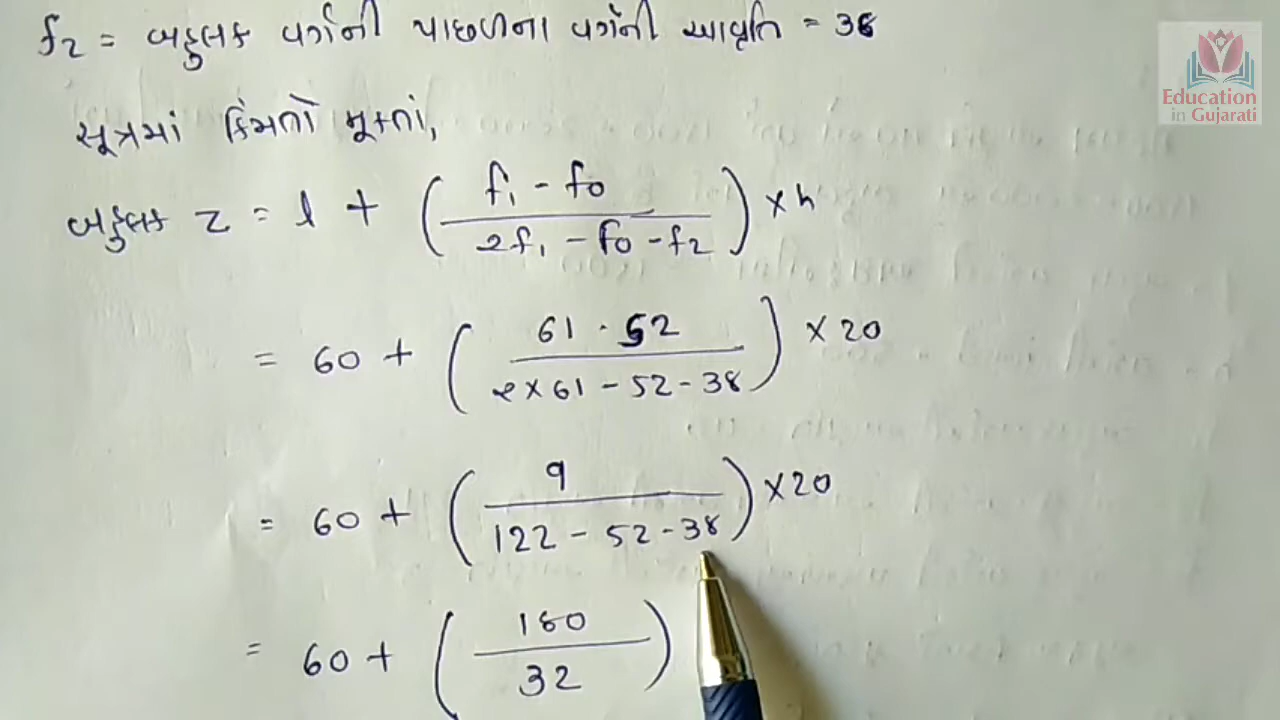 f₂ = બહુલક વર્ગની પાછળના વર્ગની આવૃત્તિ = 38
Education
in Gujarati
સૂત્રમાં કિંમતો મૂકતાં,
બહુલક Z = l + ( f₁ - f₀ / 2f₁ - f₀ - f₂ ) × h
= 60 + ( 61 - 52 / 2 × 61 - 52 - 38 ) × 20
= 60 + ( 9 / 122 - 52 - 38 ) × 20
= 60 + ( 180 / 32 )